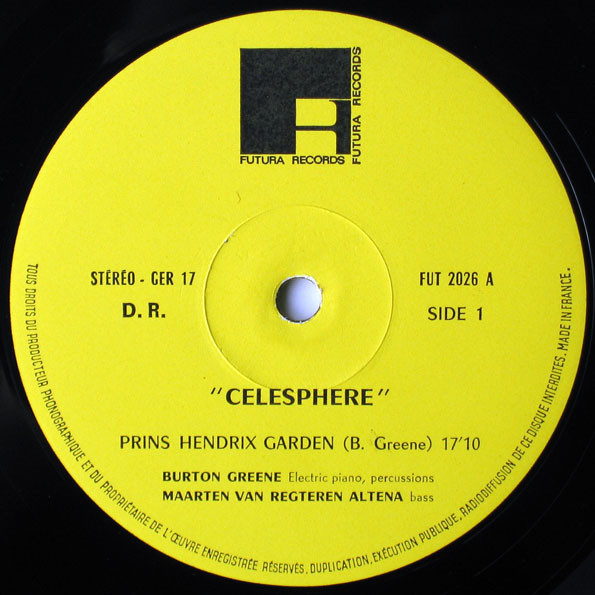 FUTURA RECORDS
FUTURA RECORDS
STÉRÉO - GER 17
D. R.
FUT 2026 A
SIDE 1
"CELESPHERE"
PRINS HENDRIX GARDEN (B. Greene) 17'10
BURTON GREENE Electric piano, percussions
MAARTEN VAN REGTEREN ALTENA bass
TOUS DROITS DU PRODUCTEUR PHONOGRAPHIQUE ET DU PROPRIÉTAIRE DE L'ŒUVRE ENREGISTRÉE RÉSERVÉS, DUPLICATION, EXÉCUTION PUBLIQUE, RADIODIFFUSION DE CE DISQUE INTERDITES. MADE IN FRANCE.